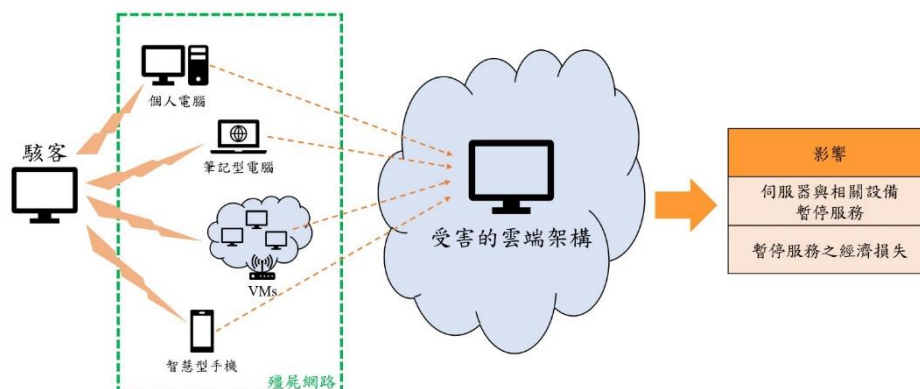 駭客
個人電腦
筆記型電腦
VMs
智慧型手機
殭屍網路
受害的雲端架構
影響
伺服器與相關設備
暫停服務
暫停服務之經濟損失